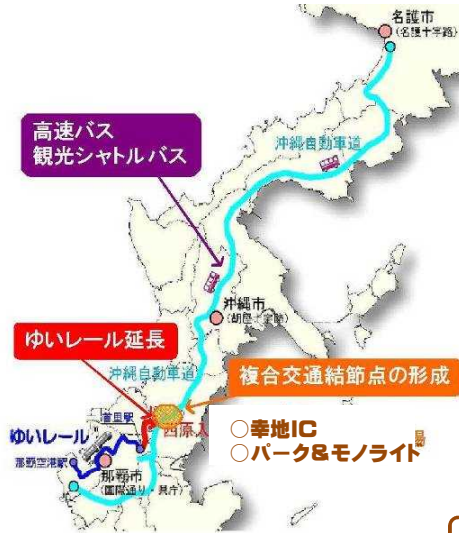 名護市
(名護十字路)
高速バス
観光シャトルバス
沖縄自動車道
沖縄市
(胡屋十字路)
ゆいレール延長
沖縄自動車道
複合交通結節点の形成
首里駅
西原入
ゆいレール
那覇空港駅
那覇市
(国際通り・県庁)
○幸地IC
○パーク&モノライド